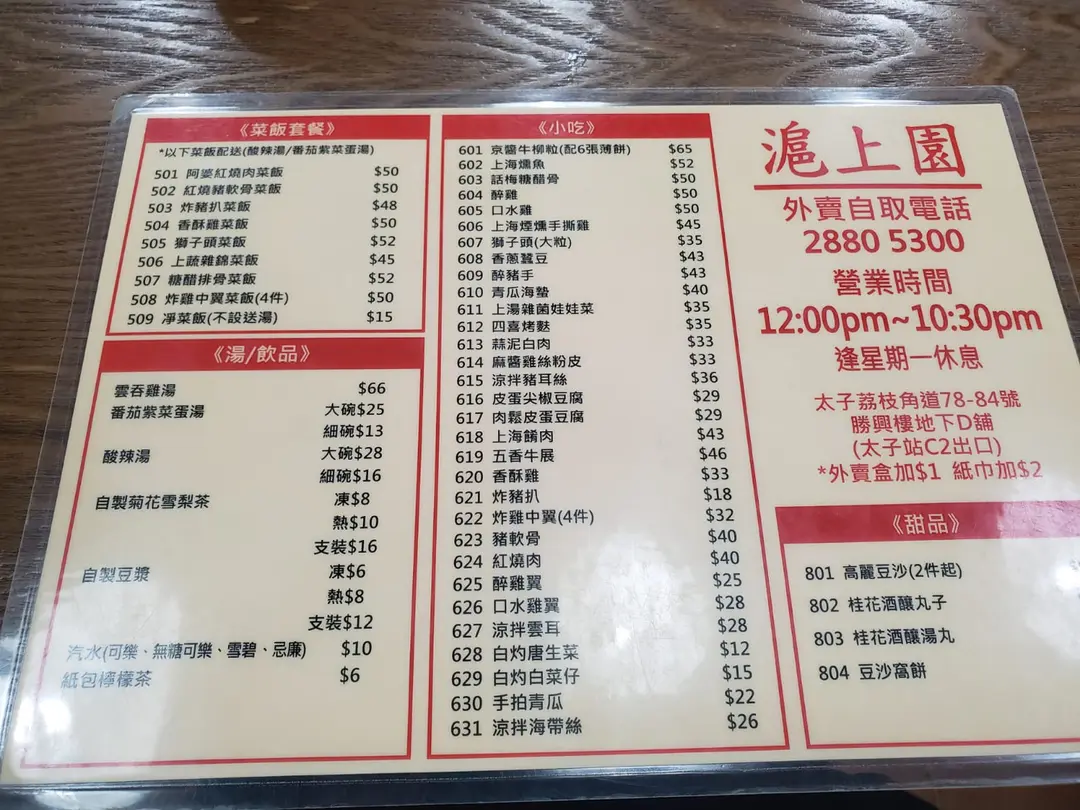 《菜飯套餐》
*以下菜飯配送(酸辣湯/番茄紫菜蛋湯)
501 阿婆紅燒肉菜飯 $50
502 紅燒豬軟骨菜飯 $50
503 炸豬扒菜飯 $48
504 香酥雞菜飯 $50
505 獅子頭菜飯 $52
506 上蔬雜錦菜飯 $45
507 糖醋排骨菜飯 $52
508 炸雞中翼菜飯(4件) $50
509 凈菜飯(不設送湯) $15
《湯/飲品》
雲吞雞湯 $66
番茄紫菜蛋湯 大碗$25
細碗$13
酸辣湯 大碗$28
細碗$16
自製菊花雪梨茶 凍$8
熱$10
支裝$16
自製豆漿 凍$6
熱$8
支裝$12
汽水(可樂、無糖可樂、雪碧、忌廉) $10
紙包檸檬茶 $6
《小吃》
601 京醬牛柳粒(配6張薄餅) $65
602 上海燻魚 $52
603 話梅糖醋骨 $50
604 醉雞 $50
605 口水雞 $50
606 上海煙燻手撕雞 $45
607 獅子頭(大粒) $35
608 香蔥蠶豆 $43
609 醉豬手 $43
610 青瓜海蜇 $40
611 上湯雜菌娃娃菜 $35
612 四喜烤麩 $35
613 蒜泥白肉 $33
614 麻醬雞絲粉皮 $33
615 涼拌豬耳絲 $36
616 皮蛋尖椒豆腐 $29
617 肉鬆皮蛋豆腐 $29
618 上海餚肉 $43
619 五香牛展 $46
620 香酥雞 $33
621 炸豬扒 $18
622 炸雞中翼(4件) $32
623 豬軟骨 $40
624 紅燒肉 $40
625 醉雞翼 $25
626 口水雞翼 $28
627 涼拌雲耳 $28
628 白灼唐生菜 $12
629 白灼白菜仔 $15
630 手拍青瓜 $22
631 涼拌海帶絲 $26
滬上園
外賣自取電話
2880 5300
營業時間
12:00pm~10:30pm
逢星期一休息
太子荔枝角道78-84號
勝興樓地下D舖
(太子站C2出口)
*外賣盒加$1 紙巾加$2
《甜品》
801 高麗豆沙(2件起)
802 桂花酒釀丸子
803 桂花酒釀湯丸
804 豆沙窩餅